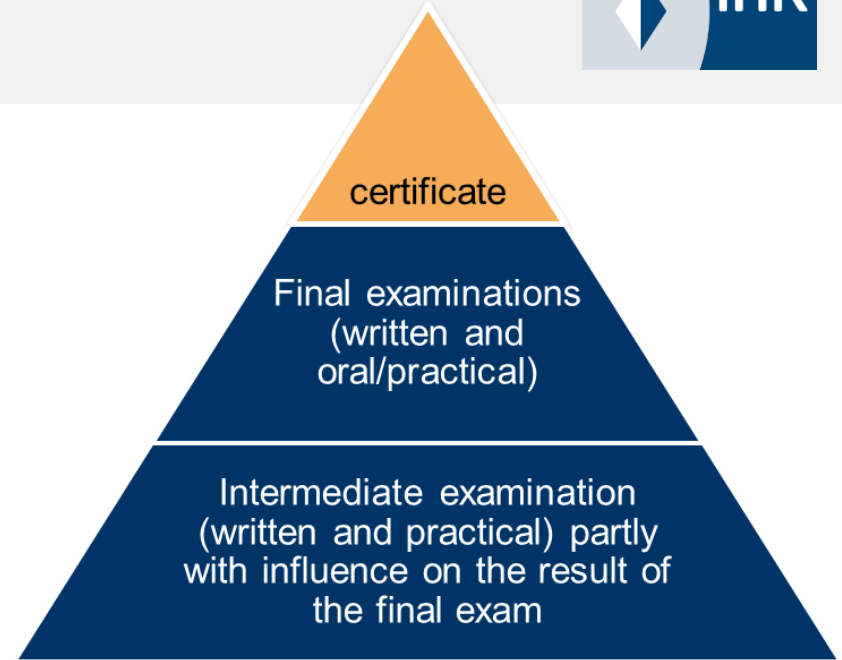 IHK
certificate
Final examinations
(written and
oral/practical)
Intermediate examination
(written and practical) partly
with influence on the result of
the final exam